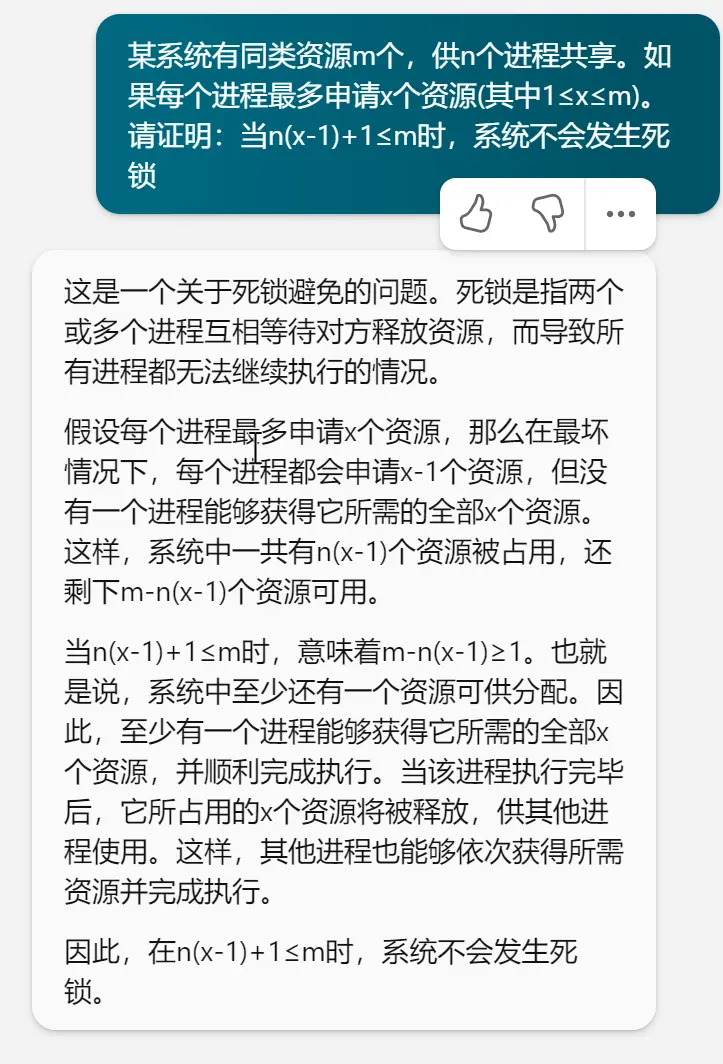 某系统有同类资源m个，供n个进程共享。如
果每个进程最多申请x个资源(其中1≤x≤m)。
请证明：当n(x-1)+1≤m时，系统不会发生死
锁
这是一个关于死锁避免的问题。死锁是指两个
或多个进程互相等待对方释放资源，而导致所
有进程都无法继续执行的情况。
假设每个进程最多申请x个资源，那么在最坏
情况下，每个进程都会申请x-1个资源，但没
有一个进程能够获得它所需的全部x个资源。
这样，系统中一共有n(x-1)个资源被占用，还
剩下m-n(x-1)个资源可用。
当n(x-1)+1≤m时，意味着m-n(x-1)≥1。也就
是说，系统中至少还有一个资源可供分配。因
此，至少有一个进程能够获得它所需的全部x
个资源，并顺利完成执行。当该进程执行完毕
后，它所占用的x个资源将被释放，供其他进
程使用。这样，其他进程也能够依次获得所需
资源并完成执行。
因此，在n(x-1)+1≤m时，系统不会发生死
锁。